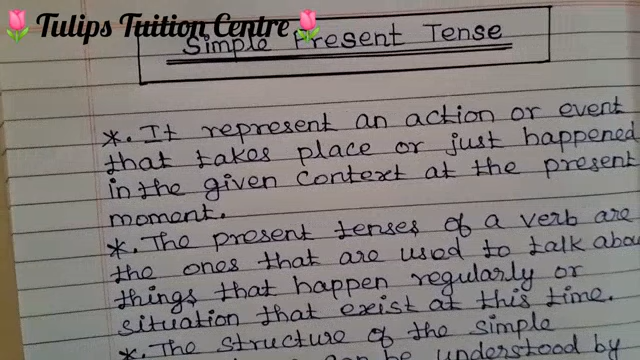 🌷Tulips Tuition Centre🌷
Simple Present Tense
*. It represent an action or event
that takes place or just happened
in the given context at the present
moment.
*. The present tenses of a verb are
the ones that are used to talk abou
things that happen regularly or
situation that exist at this time.
*. The structure of the simple
can be understood by